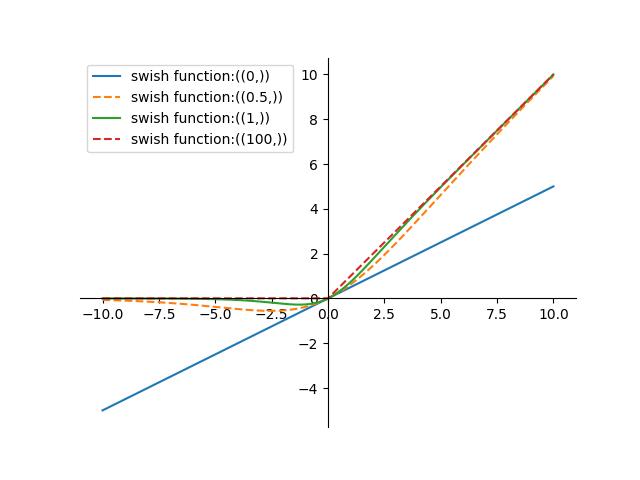 swish function:((0,))
swish function:((0.5,))
swish function:((1,))
swish function:((100,))
10
8
6
4
2
0
−10.0 −7.5 −5.0 −2.5 0.0 2.5 5.0 7.5 10.0
−2
−4